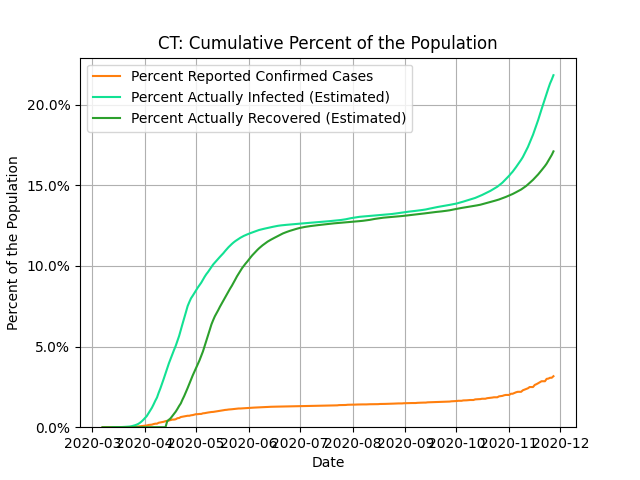 CT: Cumulative Percent of the Population
Percent Reported Confirmed Cases
Percent Actually Infected (Estimated)
Percent Actually Recovered (Estimated)
Percent of the Population
20.0%
15.0%
10.0%
5.0%
0.0%
2020-03 2020-04 2020-05 2020-06 2020-07 2020-08 2020-09 2020-10 2020-11 2020-12
Date